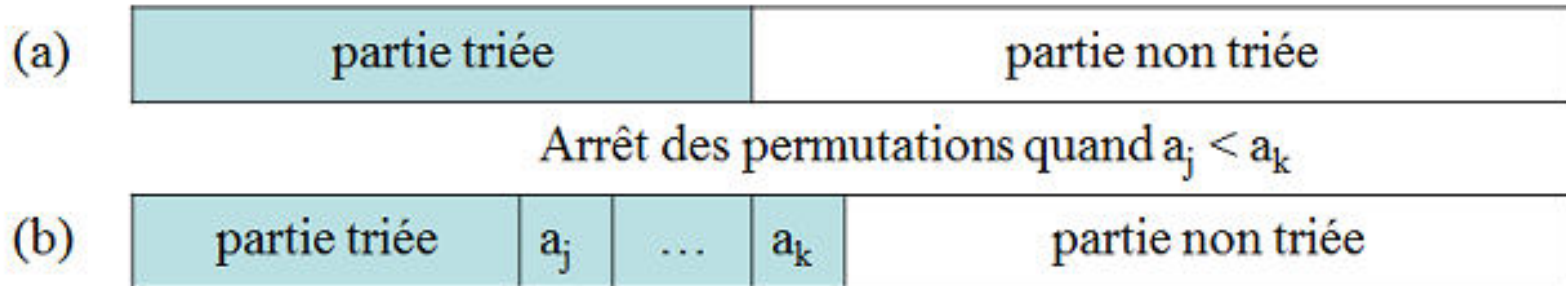 (a) partie triée partie non triée
Arrêt des permutations quand aj < ak
(b) partie triée aj … ak partie non triée